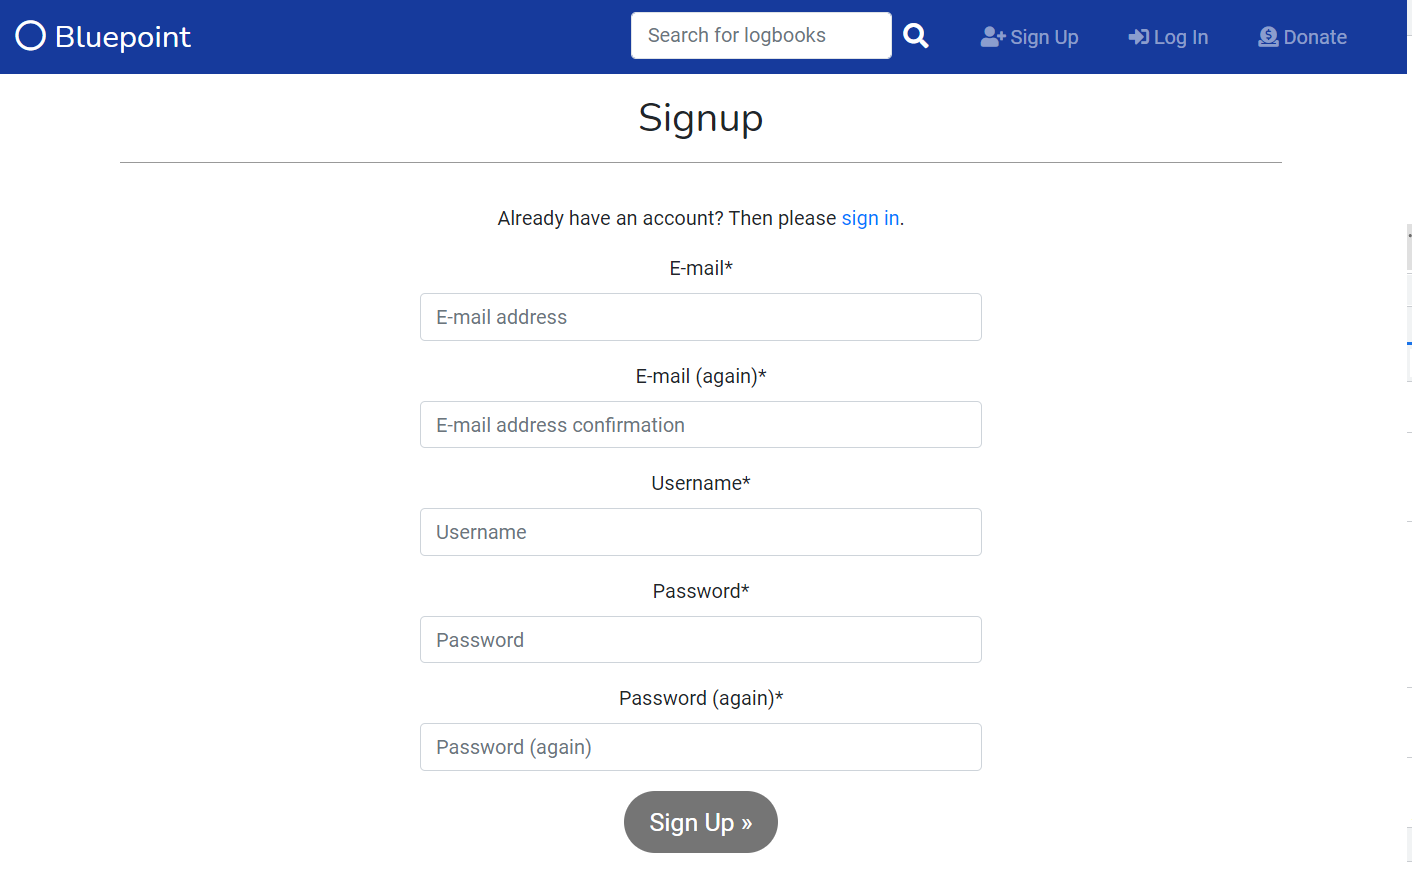 Bluepoint
Search for logbooks
Sign Up
Log In
Donate
Signup
Already have an account? Then please sign in.
E-mail*
E-mail address
E-mail (again)*
E-mail address confirmation
Username*
Username
Password*
Password
Password (again)*
Password (again)
Sign Up »